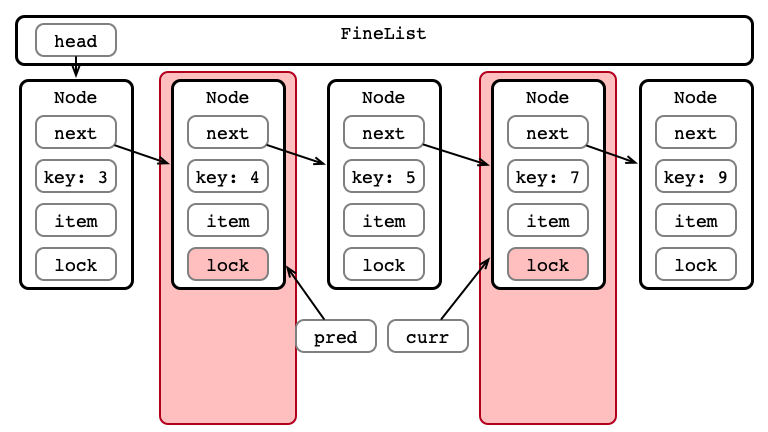 FineList
head
Node
next
key: 3
item
lock
Node
next
key: 4
item
lock
Node
next
key: 5
item
lock
Node
next
key: 7
item
lock
Node
next
key: 9
item
lock
pred
curr